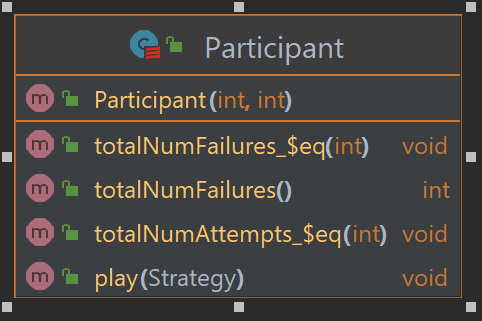 C Participant
m Participant(int, int)
m totalNumFailures_$eq(int) void
m totalNumFailures() int
m totalNumAttempts_$eq(int) void
m play(Strategy) void